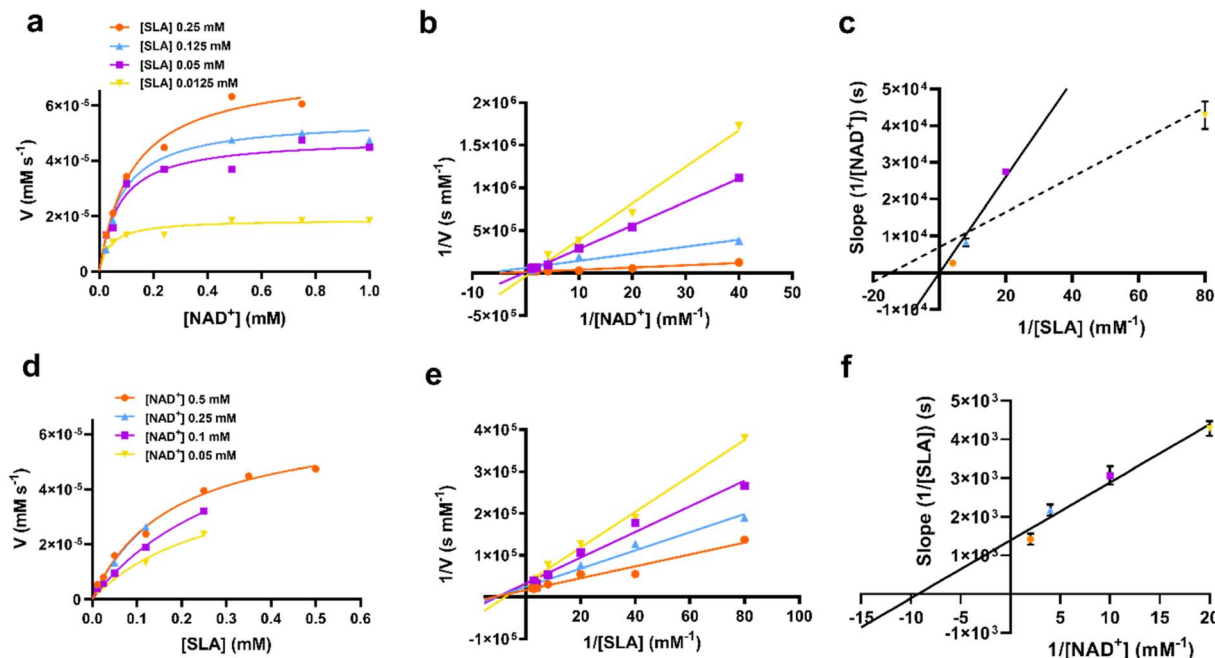 a
[SLA] 0.25 mM
[SLA] 0.125 mM
[SLA] 0.05 mM
[SLA] 0.0125 mM
V (mM s⁻¹)
6×10⁻⁵
4×10⁻⁵
2×10⁻⁵
0
0.0 0.2 0.4 0.6 0.8 1.0
[NAD⁺] (mM)
b
1/V (s mM⁻¹)
2×10⁶
2×10⁶
1×10⁶
5×10⁵
0
-5×10⁵
-10 0 10 20 30 40 50
1/[NAD⁺] (mM⁻¹)
c
Slope (1/[NAD⁺]) (s)
5×10⁴
4×10⁴
3×10⁴
2×10⁴
1×10⁴
0
-1×10⁴
-20 20 40 60 80
1/[SLA] (mM⁻¹)
d
[NAD⁺] 0.5 mM
[NAD⁺] 0.25 mM
[NAD⁺] 0.1 mM
[NAD⁺] 0.05 mM
V (mM s⁻¹)
6×10⁻⁵
4×10⁻⁵
2×10⁻⁵
0
0.0 0.1 0.2 0.3 0.4 0.5 0.6
[SLA] (mM)
e
1/V (s mM⁻¹)
4×10⁵
3×10⁵
2×10⁵
1×10⁵
0
-1×10⁵
20 40 60 80 100
1/[SLA] (mM⁻¹)
f
Slope (1/[SLA]) (s)
5×10³
4×10³
3×10³
2×10³
1×10³
0
-1×10³
-15 -10 -5 10 15 20
1/[NAD⁺] (mM⁻¹)